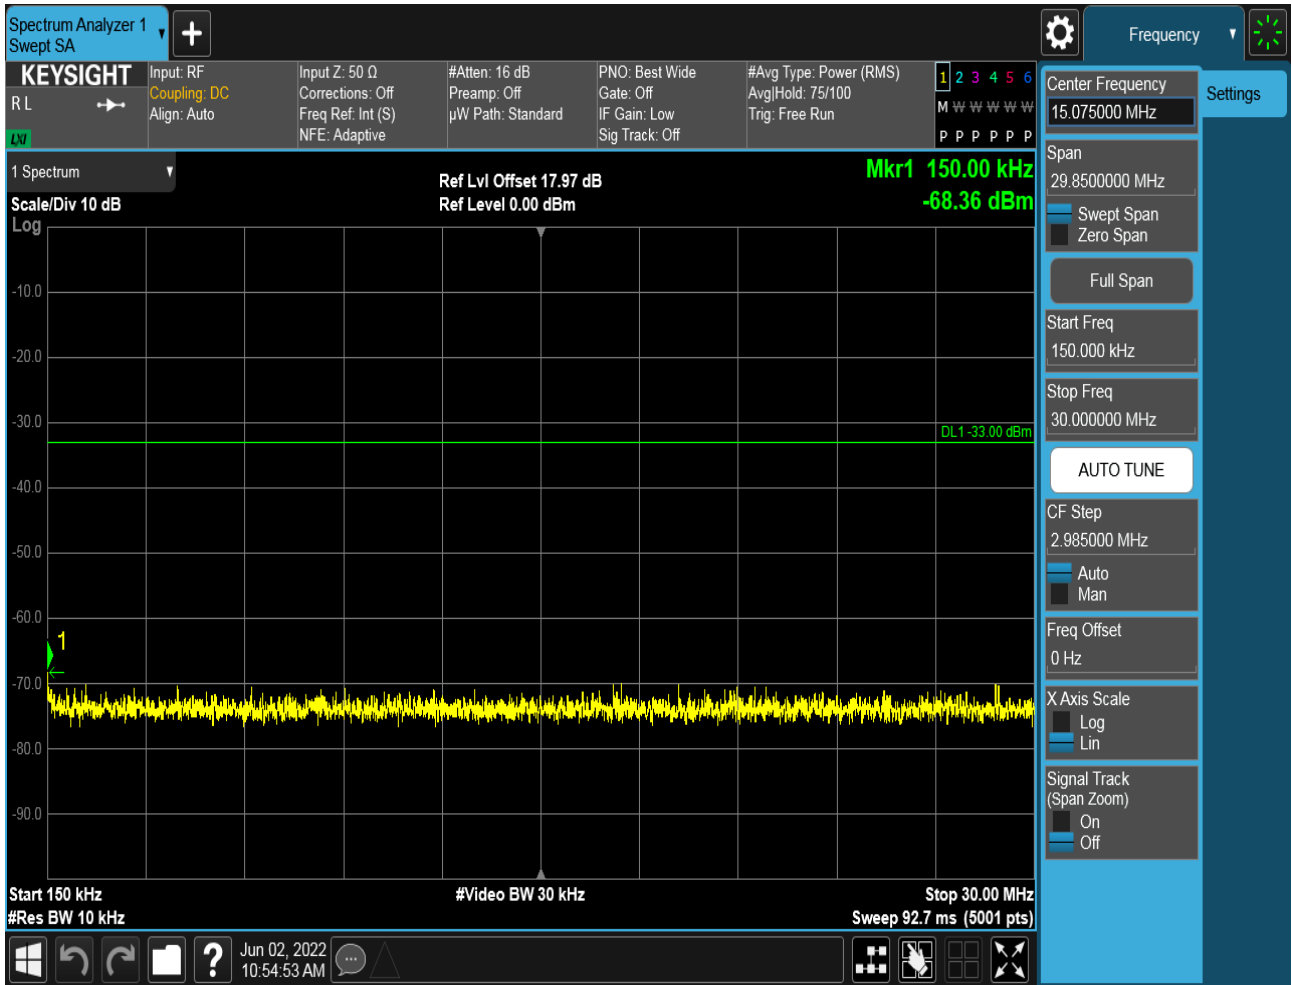 Spectrum Analyzer 1
Swept SA
Frequency
KEYSIGHT
R L
LXI
Input: RF
Coupling: DC
Align: Auto
Input Z: 50 Ω
Corrections: Off
Freq Ref: Int (S)
NFE: Adaptive
#Atten: 16 dB
Preamp: Off
µW Path: Standard
PNO: Best Wide
Gate: Off
IF Gain: Low
Sig Track: Off
#Avg Type: Power (RMS)
Avg|Hold: 75/100
Trig: Free Run
1 2 3 4 5 6
M W W W W W
P P P P P P
1 Spectrum
Scale/Div 10 dB
Log
Ref Lvl Offset 17.97 dB
Ref Level 0.00 dBm
Mkr1 150.00 kHz
-68.36 dBm
-10.0
-20.0
-30.0
DL1 -33.00 dBm
-40.0
-50.0
-60.0
1
-70.0
-80.0
-90.0
Start 150 kHz
#Video BW 30 kHz
Stop 30.00 MHz
#Res BW 10 kHz
Sweep 92.7 ms (5001 pts)
?
Jun 02, 2022
10:54:53 AM
Center Frequency
15.075000 MHz
Settings
Span
29.8500000 MHz
Swept Span
Zero Span
Full Span
Start Freq
150.000 kHz
Stop Freq
30.000000 MHz
AUTO TUNE
CF Step
2.985000 MHz
Auto
Man
Freq Offset
0 Hz
X Axis Scale
Log
Lin
Signal Track
(Span Zoom)
On
Off